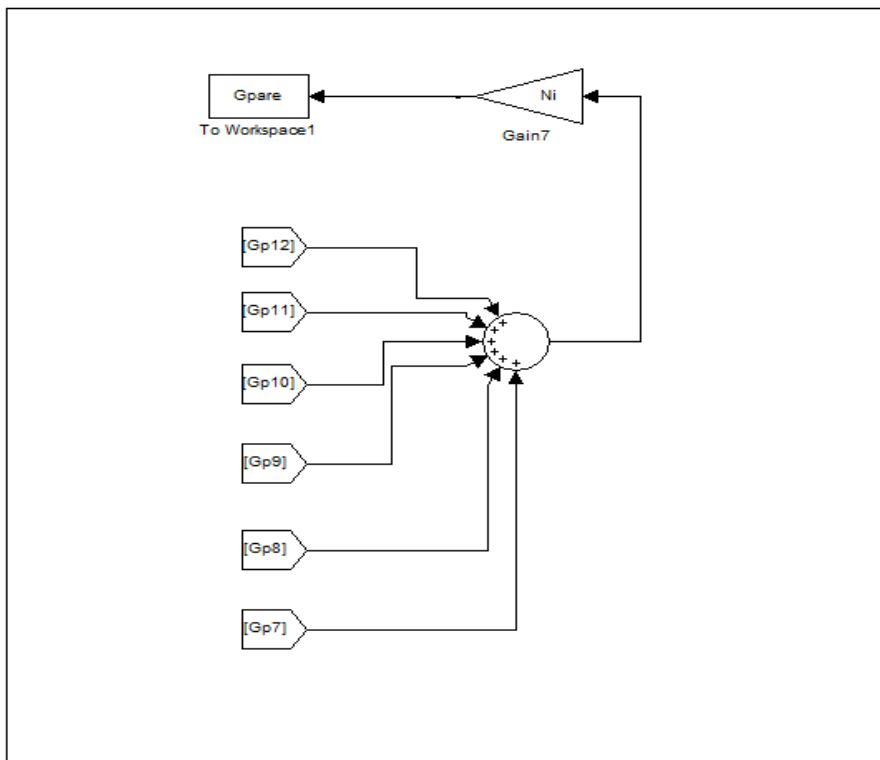 Gpare
Ni
To Workspace1
Gain7
[Gp12]
[Gp11]
[Gp10]
[Gp9]
[Gp8]
[Gp7]
+
+
+
+
+
+